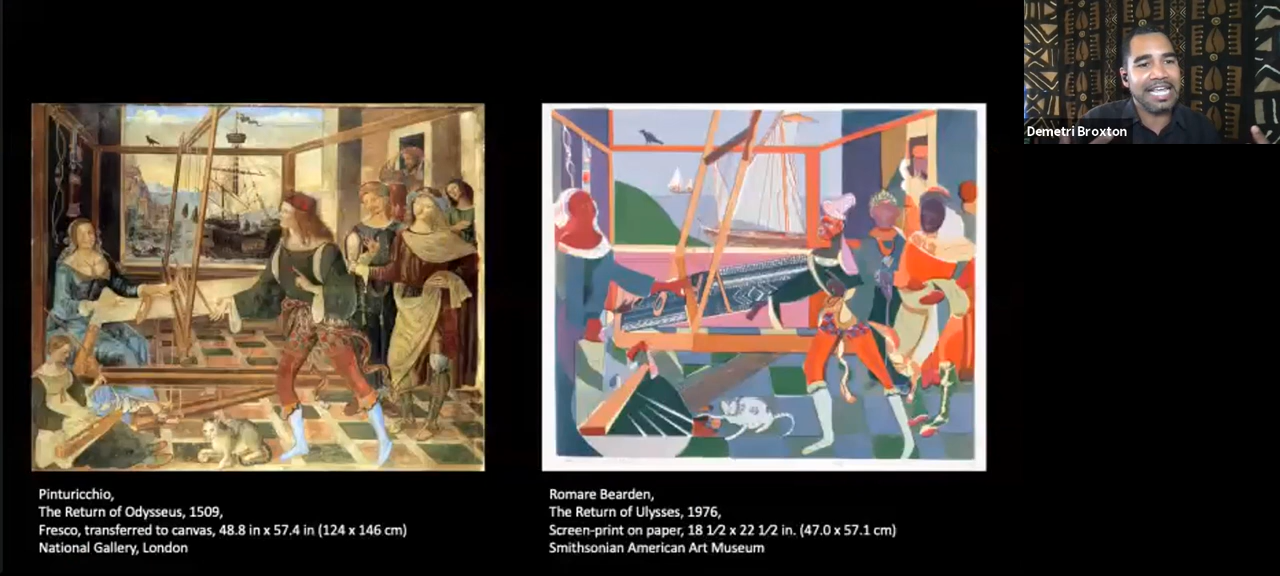 Demetri Broxton
Pinturicchio,
The Return of Odysseus, 1509,
Fresco, transferred to canvas, 48.8 in x 57.4 in (124 x 146 cm)
National Gallery, London
Romare Bearden,
The Return of Ulysses, 1976,
Screen-print on paper, 18 1⁄2 x 22 1⁄2 in. (47.0 x 57.1 cm)
Smithsonian American Art Museum